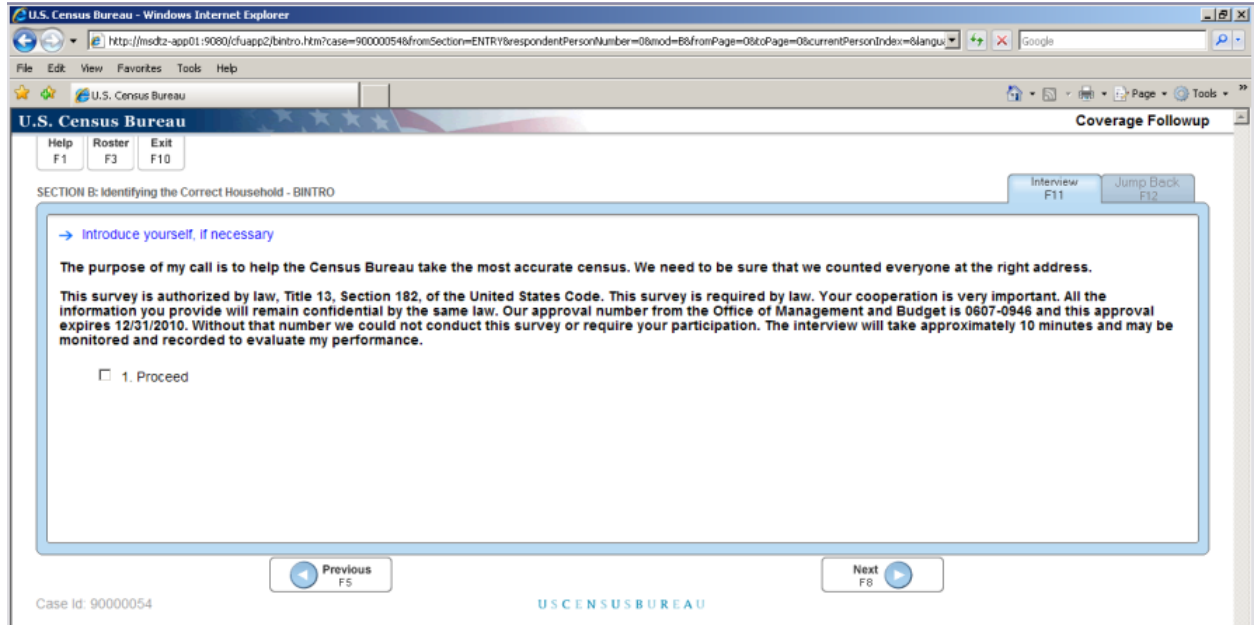 U.S. Census Bureau - Windows Internet Explorer
http://msdtz-app01:9080/cfuapp2/bintro.htm?case=90000054&fromSection=ENTRY&respondentPersonNumber=0&mod=B&fromPage=0&toPage=0&currentPersonIndex=&langu
Google
File Edit View Favorites Tools Help
U.S. Census Bureau
Page Tools »
U.S. Census Bureau
Coverage Followup
Help Roster Exit
F1 F3 F10
SECTION B: Identifying the Correct Household - BINTRO
Interview Jump Back
F11 F12
→ Introduce yourself, if necessary
The purpose of my call is to help the Census Bureau take the most accurate census. We need to be sure that we counted everyone at the right address.
This survey is authorized by law, Title 13, Section 182, of the United States Code. This survey is required by law. Your cooperation is very important. All the
information you provide will remain confidential by the same law. Our approval number from the Office of Management and Budget is 0607-0946 and this approval
expires 12/31/2010. Without that number we could not conduct this survey or require your participation. The interview will take approximately 10 minutes and may be
monitored and recorded to evaluate my performance.
1. Proceed
Previous
F5
Next
F8
Case Id: 90000054
USCENSUSBUREAU